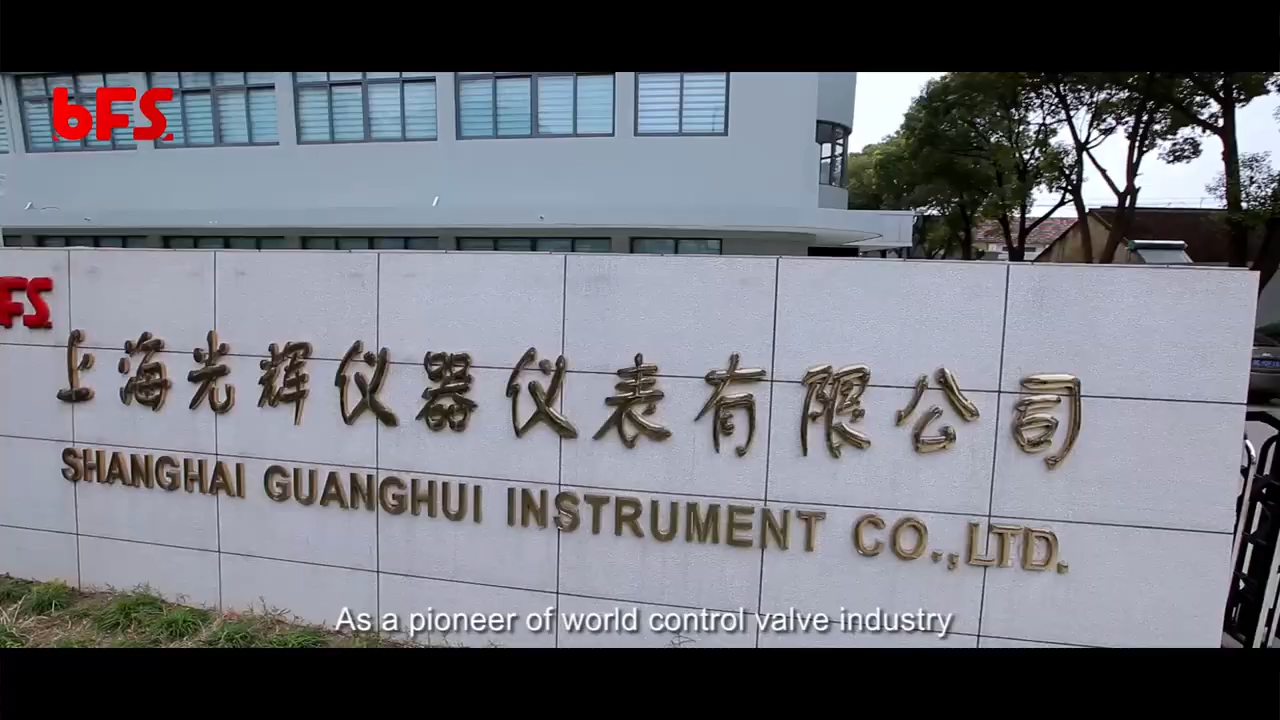 bFS.
FS.
上海光辉仪器仪表有限公司
SHANGHAI GUANGHUI INSTRUMENT CO.,LTD.
As a pioneer of world control valve industry